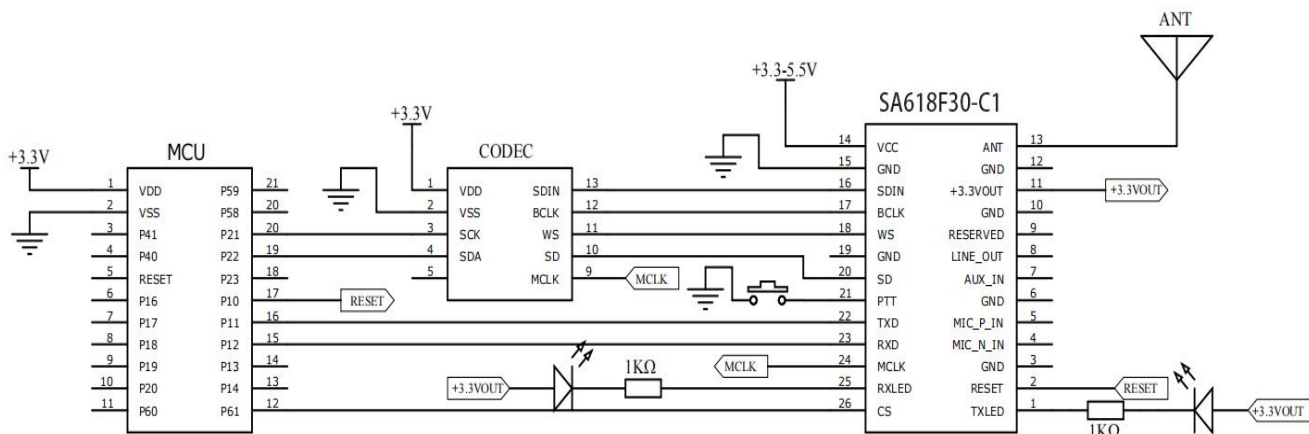 ANT
+3.3-5.5V
SA618F30-C1
+3.3V
MCU
CODEC
+3.3V
1 VDD P59 21
2 VSS P58 20
3 P41 P21 20
4 P40 P22 19
5 RESET P23 18
6 P16 P10 17
7 P17 P11 16
8 P18 P12 15
9 P19 P13 14
10 P20 P14 13
11 P60 P61 12
RESET
1 VDD SDIN 13
2 VSS BCLK 12
3 SCK WS 11
4 SDA SD 10
5 MCLK 9
MCLK
14 VCC ANT 13
15 GND GND 12
16 SDIN +3.3VOUT 11
17 BCLK GND 10
18 WS RESERVED 9
19 GND LINE_OUT 8
20 SD AUX_IN 7
21 PTT GND 6
22 TXD MIC_P_IN 5
23 RXD MIC_N_IN 4
24 MCLK GND 3
25 RXLED RESET 2
26 CS TXLED 1
+3.3VOUT
MCLK
1KΩ
+3.3VOUT
RESET
1KΩ
+3.3VOUT